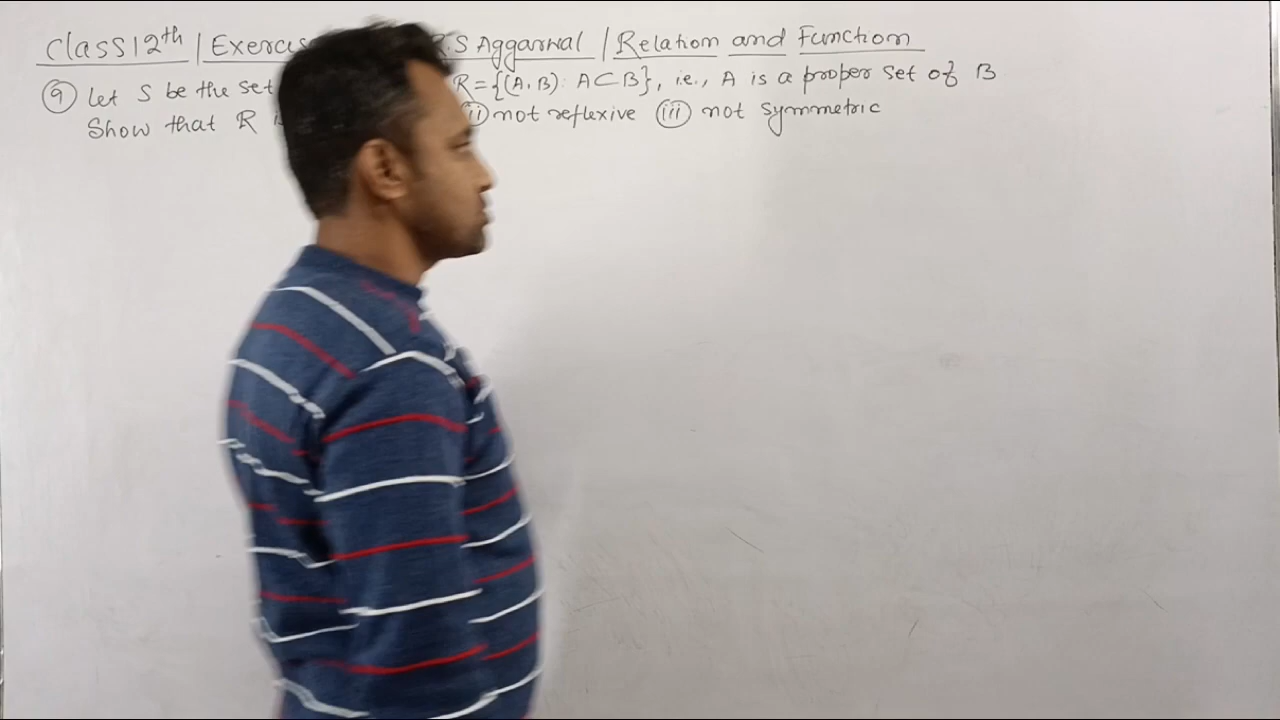 Class 12th | Exercise R.S Aggarwal | Relation and Function
9 Let S be the set R = {(A, B): A ⊂ B}, i.e., A is a proper set of B
Show that R (ii) not reflexive (iii) not symmetric